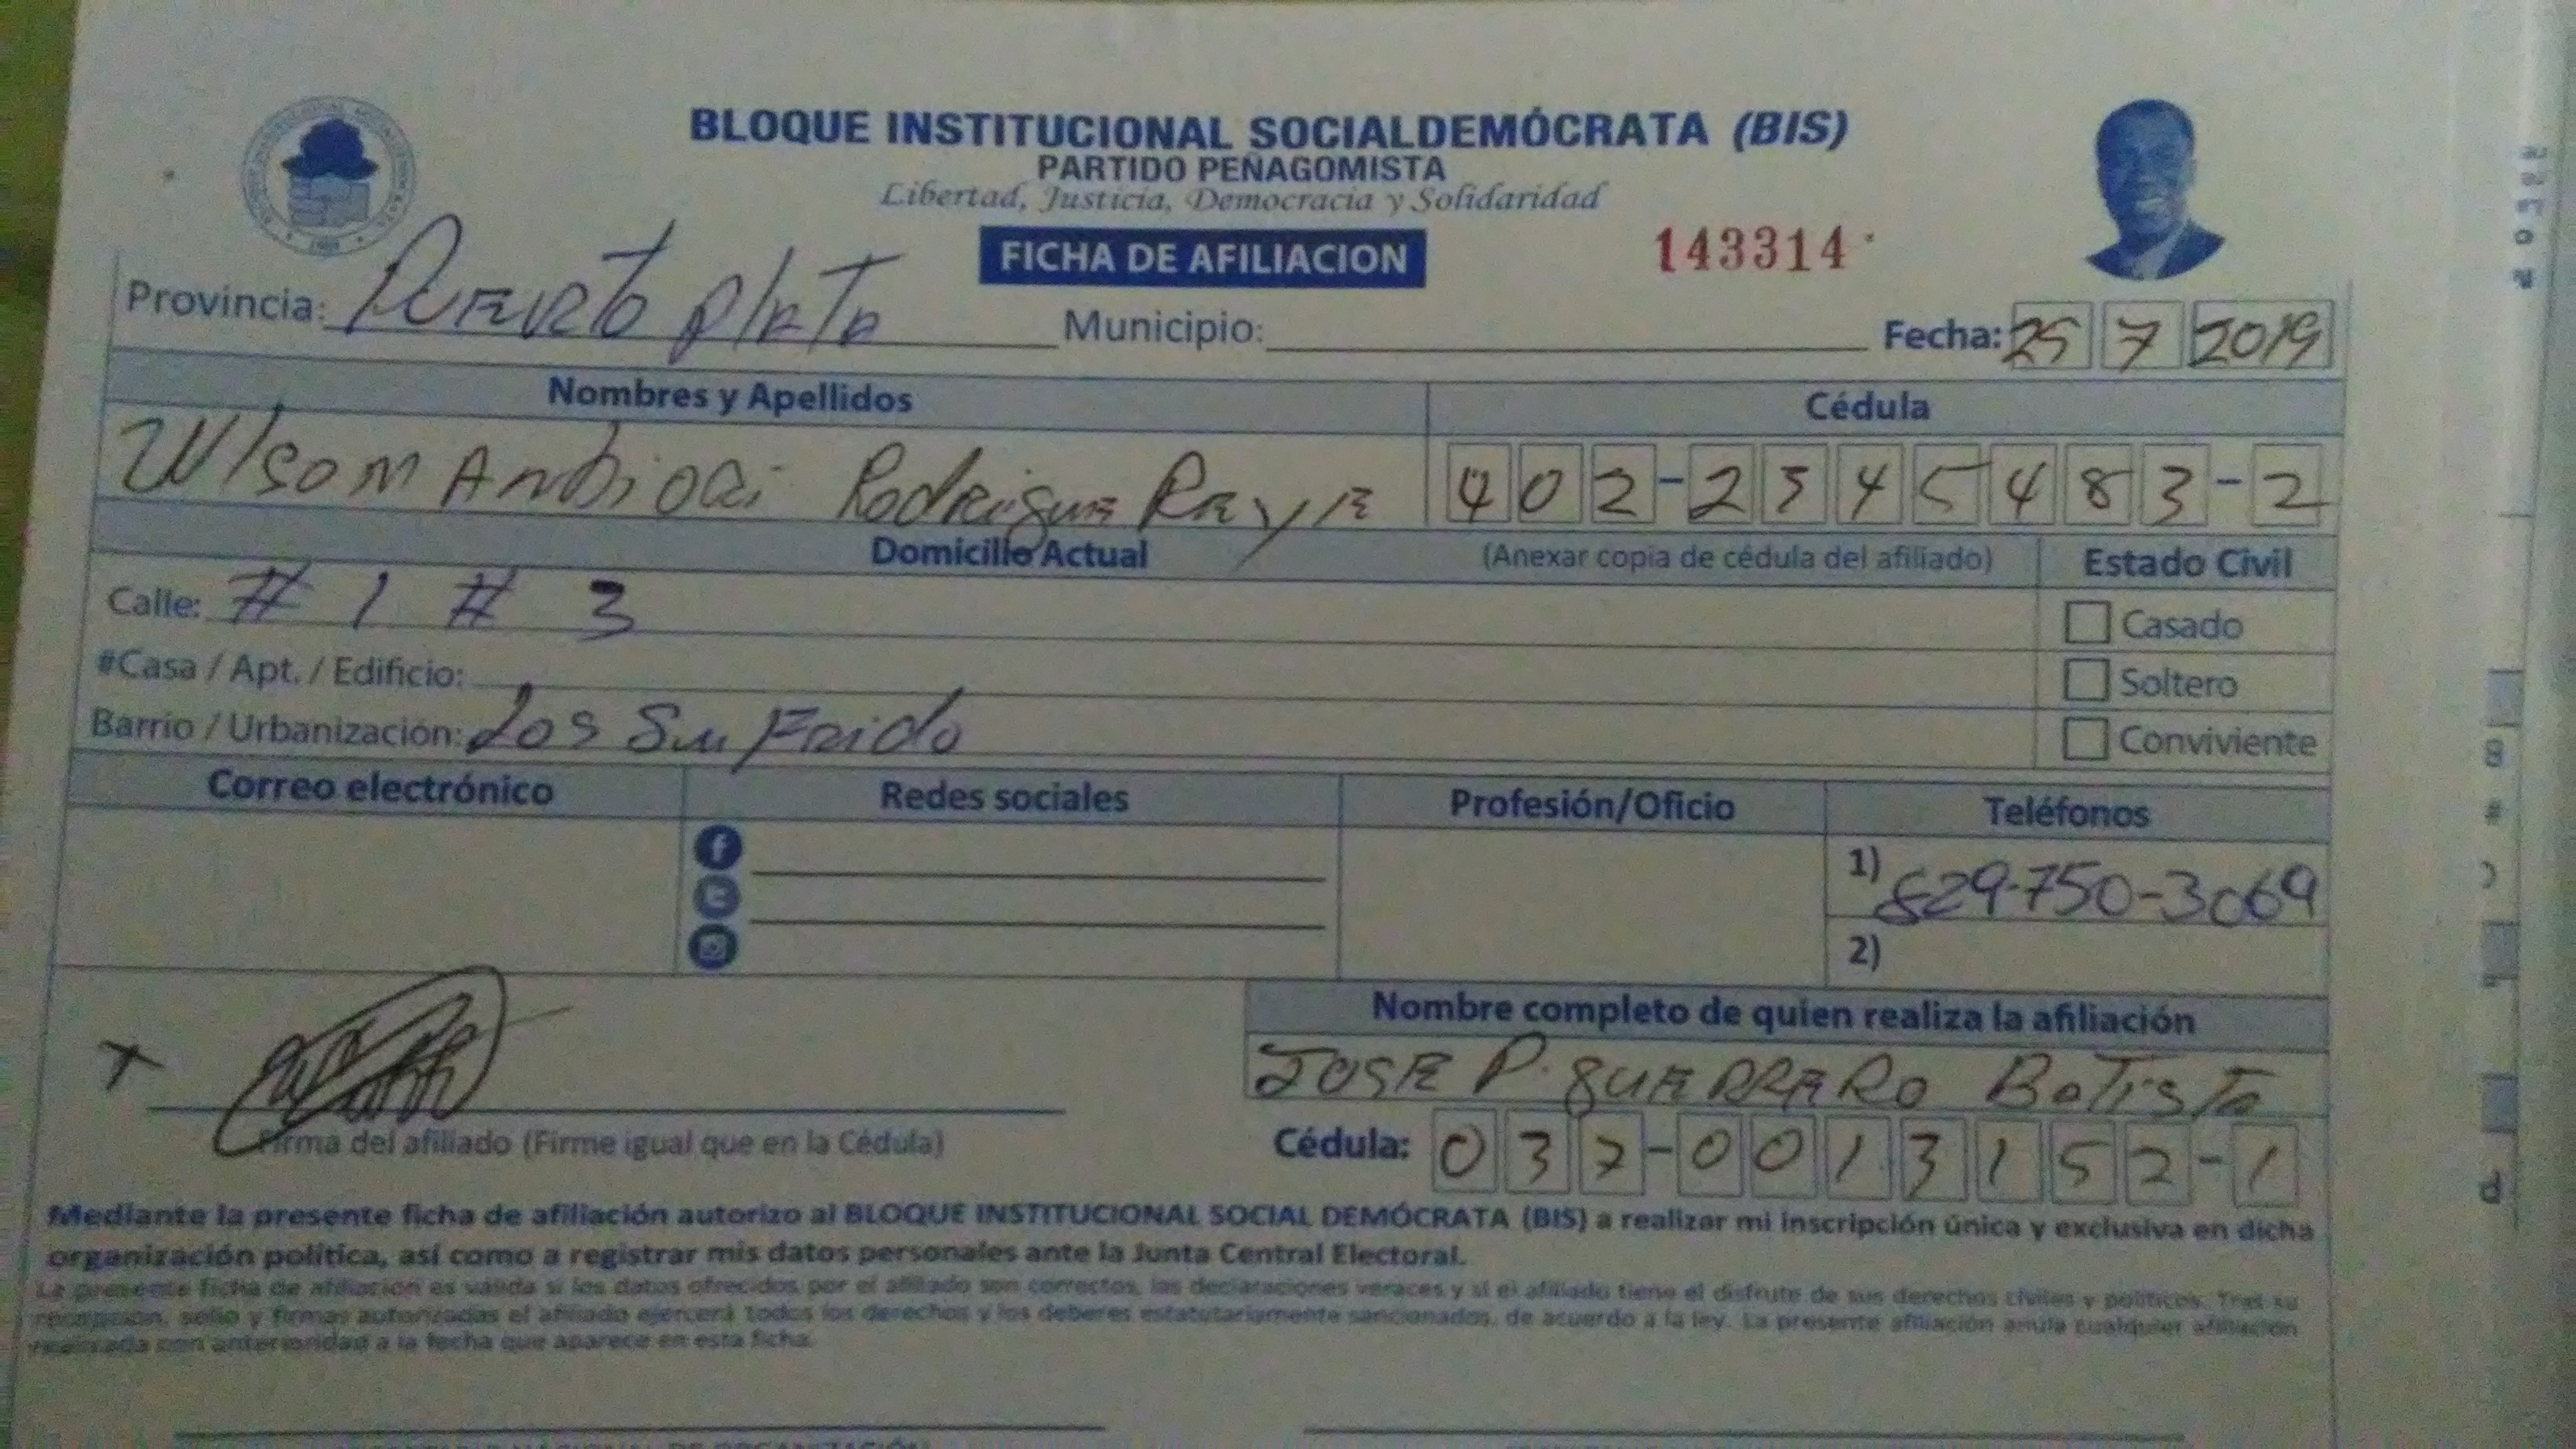 BLOQUE INSTITUCIONAL SOCIALDEMÓCRATA (BIS)
PARTIDO PEÑAGOMISTA
Libertad, Justicia, Democracia y Solidaridad
FICHA DE AFILIACION
143314
Provincia: Puerto plata Municipio: Fecha: 25 7 2019
Nombres y Apellidos Cédula
Wilsom Rodrigue 402-2345483-2
Domicilio Actual (Anexar copia de cédula del afiliado) Estado Civil
Calle: # 1 # 3
Casado
#Casa / Apt. / Edificio:
Soltero
Barrio / Urbanización: Los Sufrido
Conviviente
Correo electrónico Redes sociales Profesión/Oficio Teléfonos
1) 829-750-3069
2)
Nombre completo de quien realiza la afiliación
JOSE P. GUERRERO Batista
Firma del afiliado (Firme igual que en la Cédula)
Cédula: 037-0013152-1
Mediante la presente ficha de afiliación autorizo al BLOQUE INSTITUCIONAL SOCIAL DEMÓCRATA (BIS) a realizar mi inscripción única y exclusiva en dicha
organización política, así como a registrar mis datos personales ante la Junta Central Electoral.
La presente ficha de afiliación es válida si los datos ofrecidos por el afiliado son correctos, las declaraciones veraces y si el afiliado tiene el disfrute de sus derechos civiles y políticos. Tras su
recepción, sello y firmas autorizadas el afiliado ejercerá todos los derechos y los deberes estatutariamente sancionados, de acuerdo a la ley. La presente afiliación anula cualquier afiliación
realizada con anterioridad a la fecha que aparece en esta ficha.